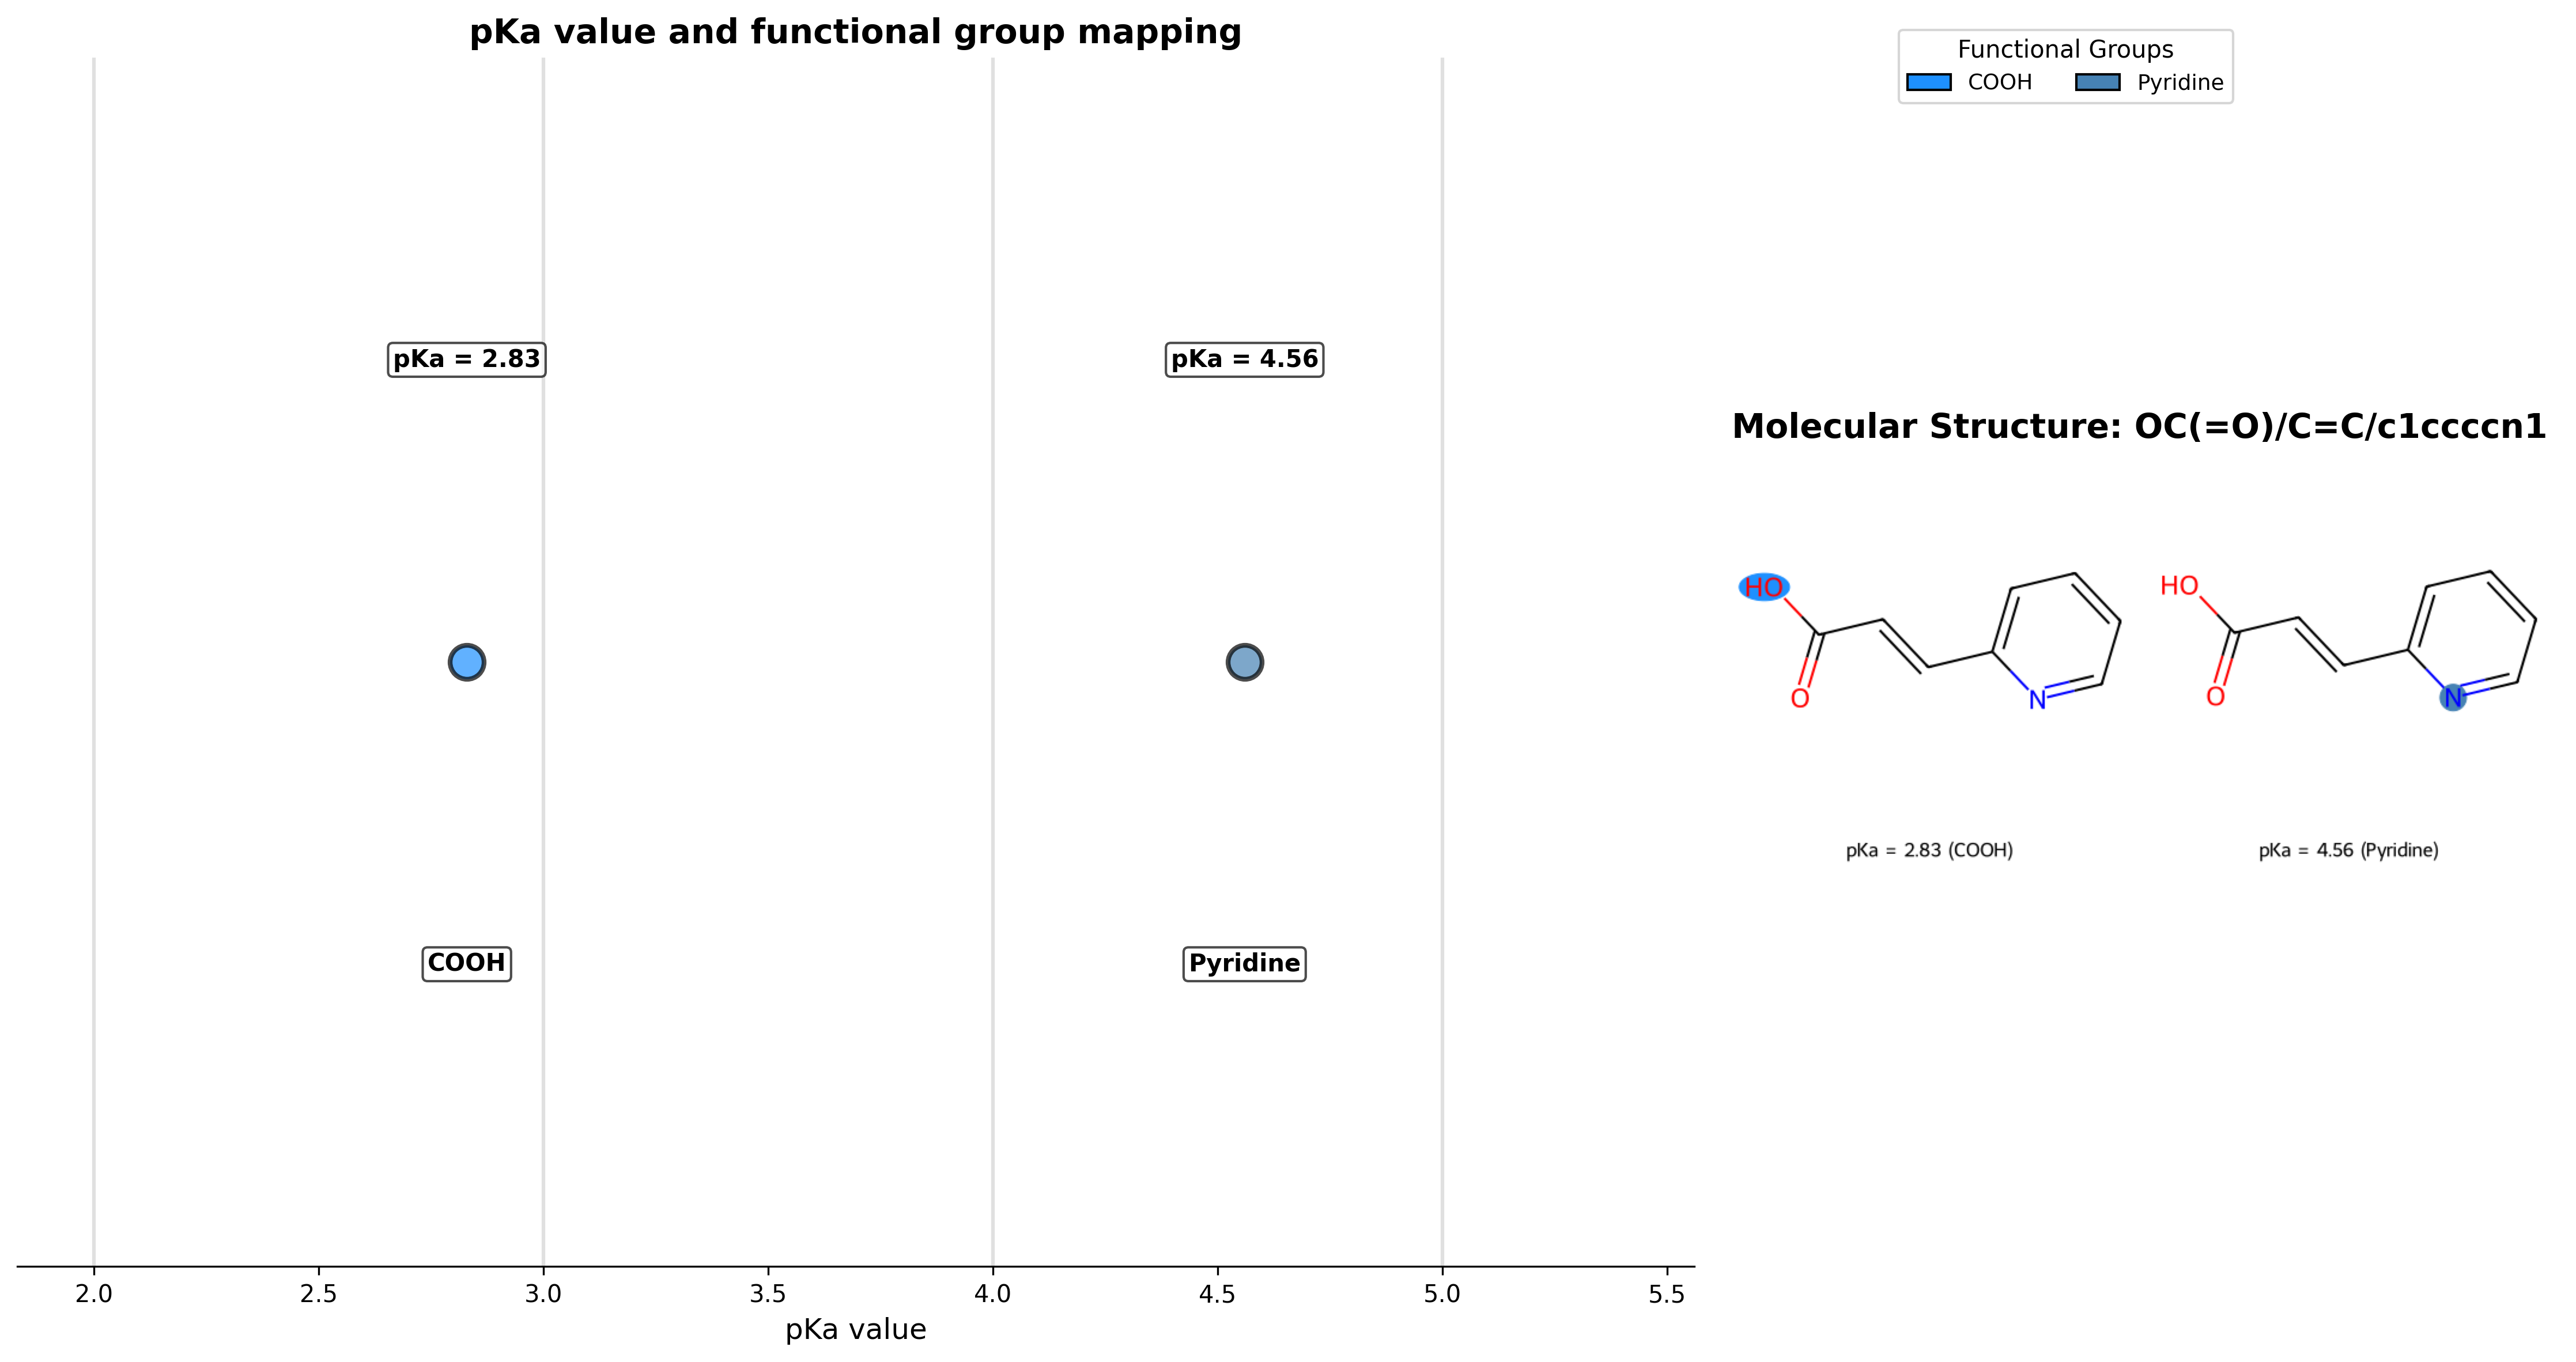 pKa value and functional group mapping
pKa = 2.83
pKa = 4.56
COOH
Pyridine
2.0
2.5
3.0
3.5
4.0
4.5
5.0
5.5
pKa value
Functional Groups
COOH
Pyridine
Molecular Structure: OC(=O)/C=C/c1ccccn1
HO
O
N
HO
O
N
pKa = 2.83 (COOH)
pKa = 4.56 (Pyridine)